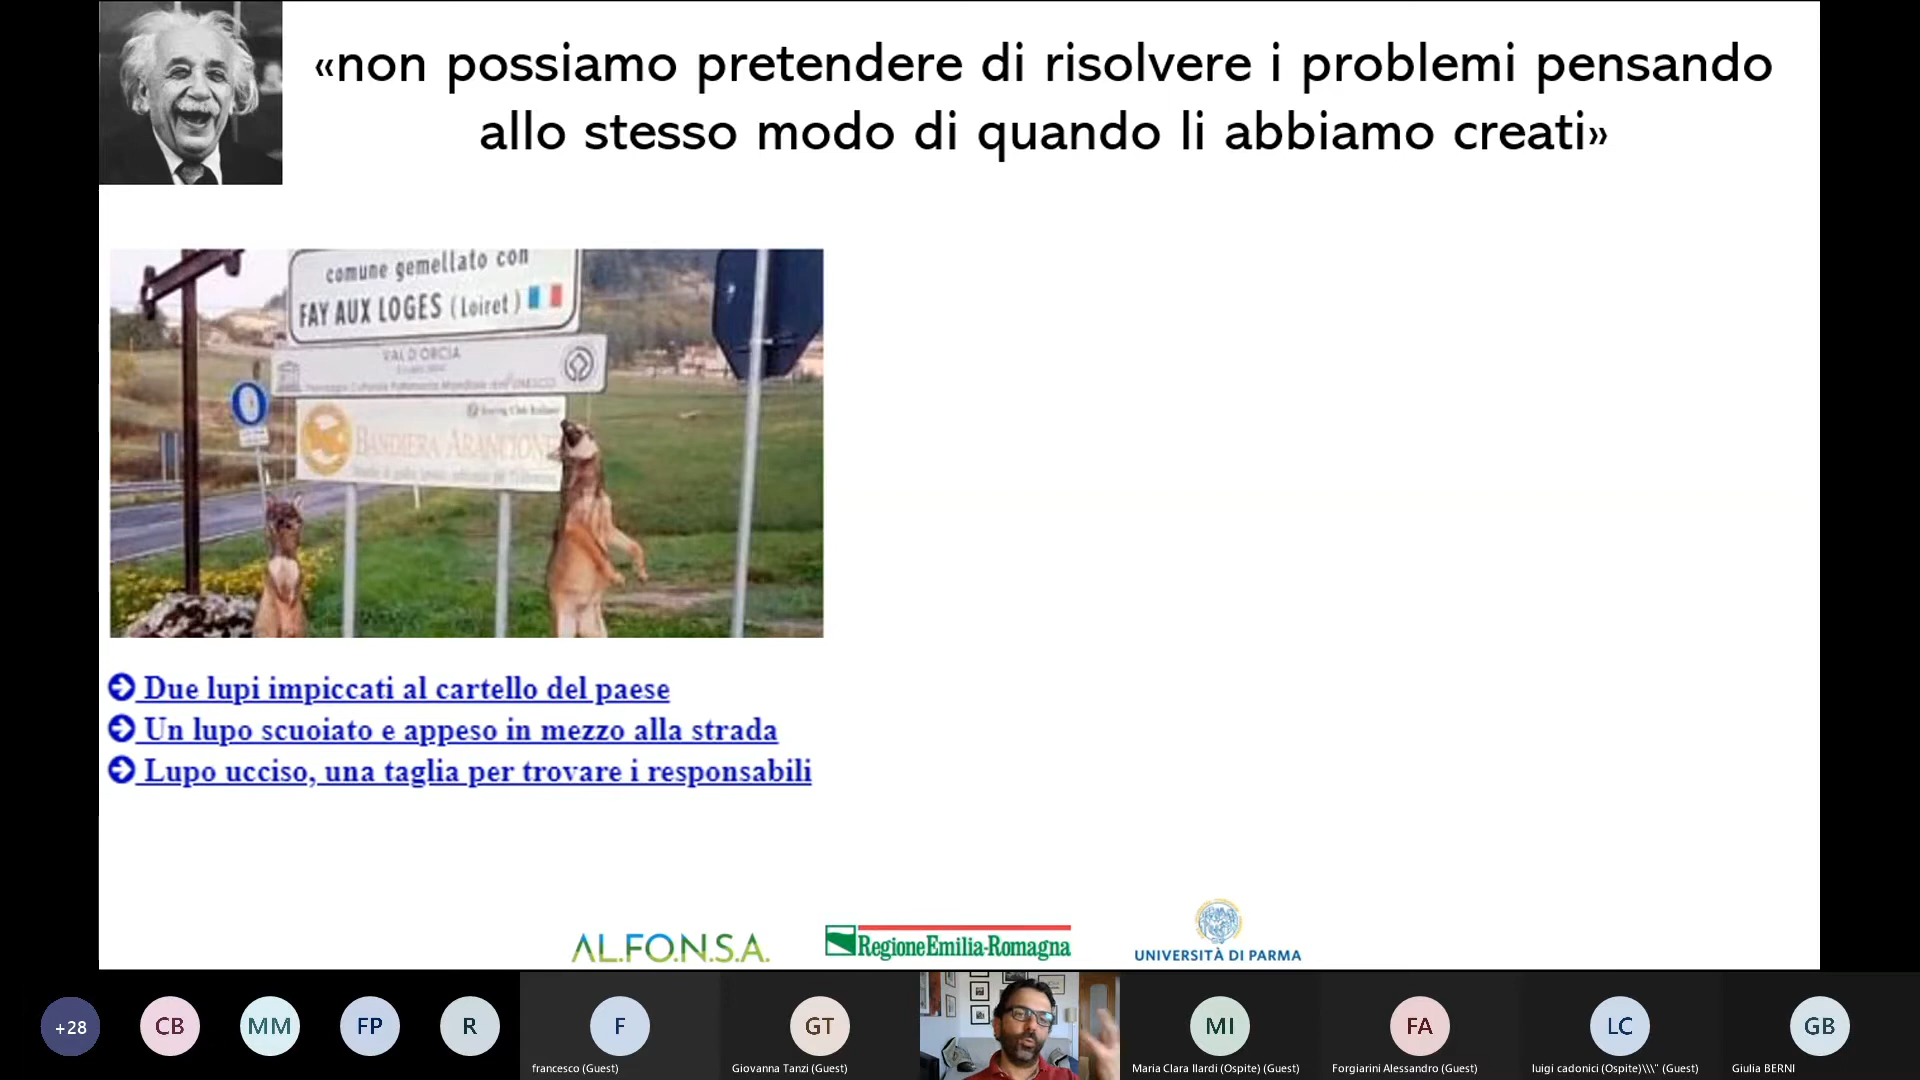 «non possiamo pretendere di risolvere i problemi pensando
allo stesso modo di quando li abbiamo creati»
comune gemellato con
FAY AUX LOGES (Loiret)
VAL D'ORCIA
Touring Club Italiano
BANDIERA ARANCIONE
Due lupi impiccati al cartello del paese
Un lupo scuoiato e appeso in mezzo alla strada
Lupo ucciso, una taglia per trovare i responsabili
AL.FO.N.S.A.
RegioneEmilia-Romagna
UNIVERSITÀ DI PARMA
+28
CB
MM
FP
R
F
GT
MI
FA
LC
GB
francesco (Guest)
Giovanna Tanzi (Guest)
Maria Clara Ilardi (Ospite) (Guest)
Forgiarini Alessandro (Guest)
luigi cadonici (Ospite)\\\" (Guest)
Giulia BERNI